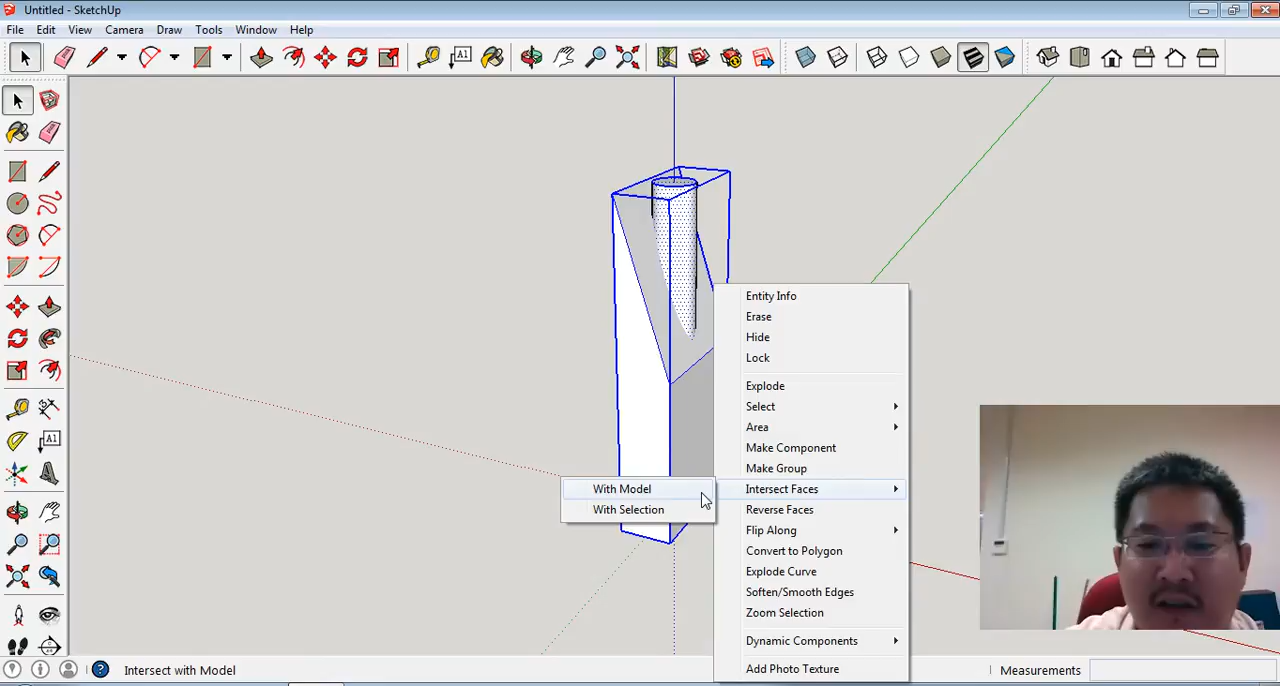 Untitled - SketchUp
File Edit View Camera Draw Tools Window Help
A1
A1
Entity Info
Erase
Hide
Lock
Explode
Select
Area
Make Component
Make Group
Intersect Faces
With Model
With Selection
Reverse Faces
Flip Along
Convert to Polygon
Explode Curve
Soften/Smooth Edges
Zoom Selection
Dynamic Components
Add Photo Texture
Intersect with Model
Measurements